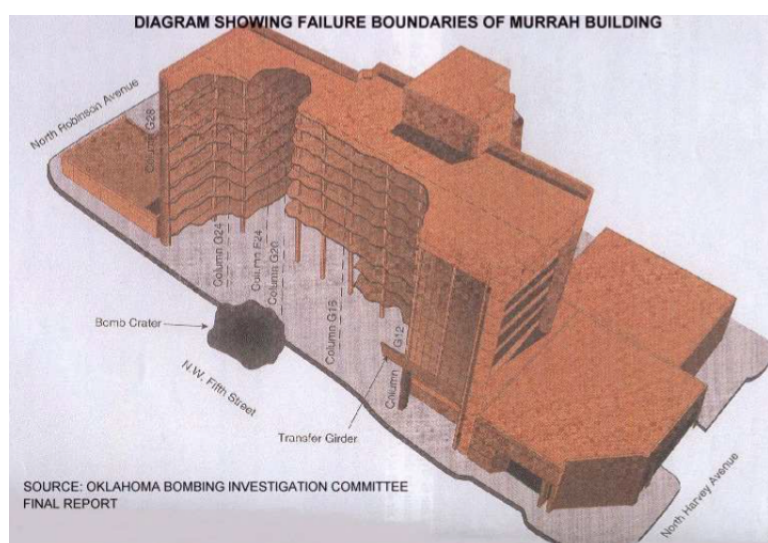 DIAGRAM SHOWING FAILURE BOUNDARIES OF MURRAH BUILDING
North Robinson Avenue
Column G28
Column G24
Column F24
Column G20
Bomb Crater
Column G16
Column G12
N.W. Fifth Street
Transfer Girder
North Harvey Avenue
SOURCE: OKLAHOMA BOMBING INVESTIGATION COMMITTEE
FINAL REPORT